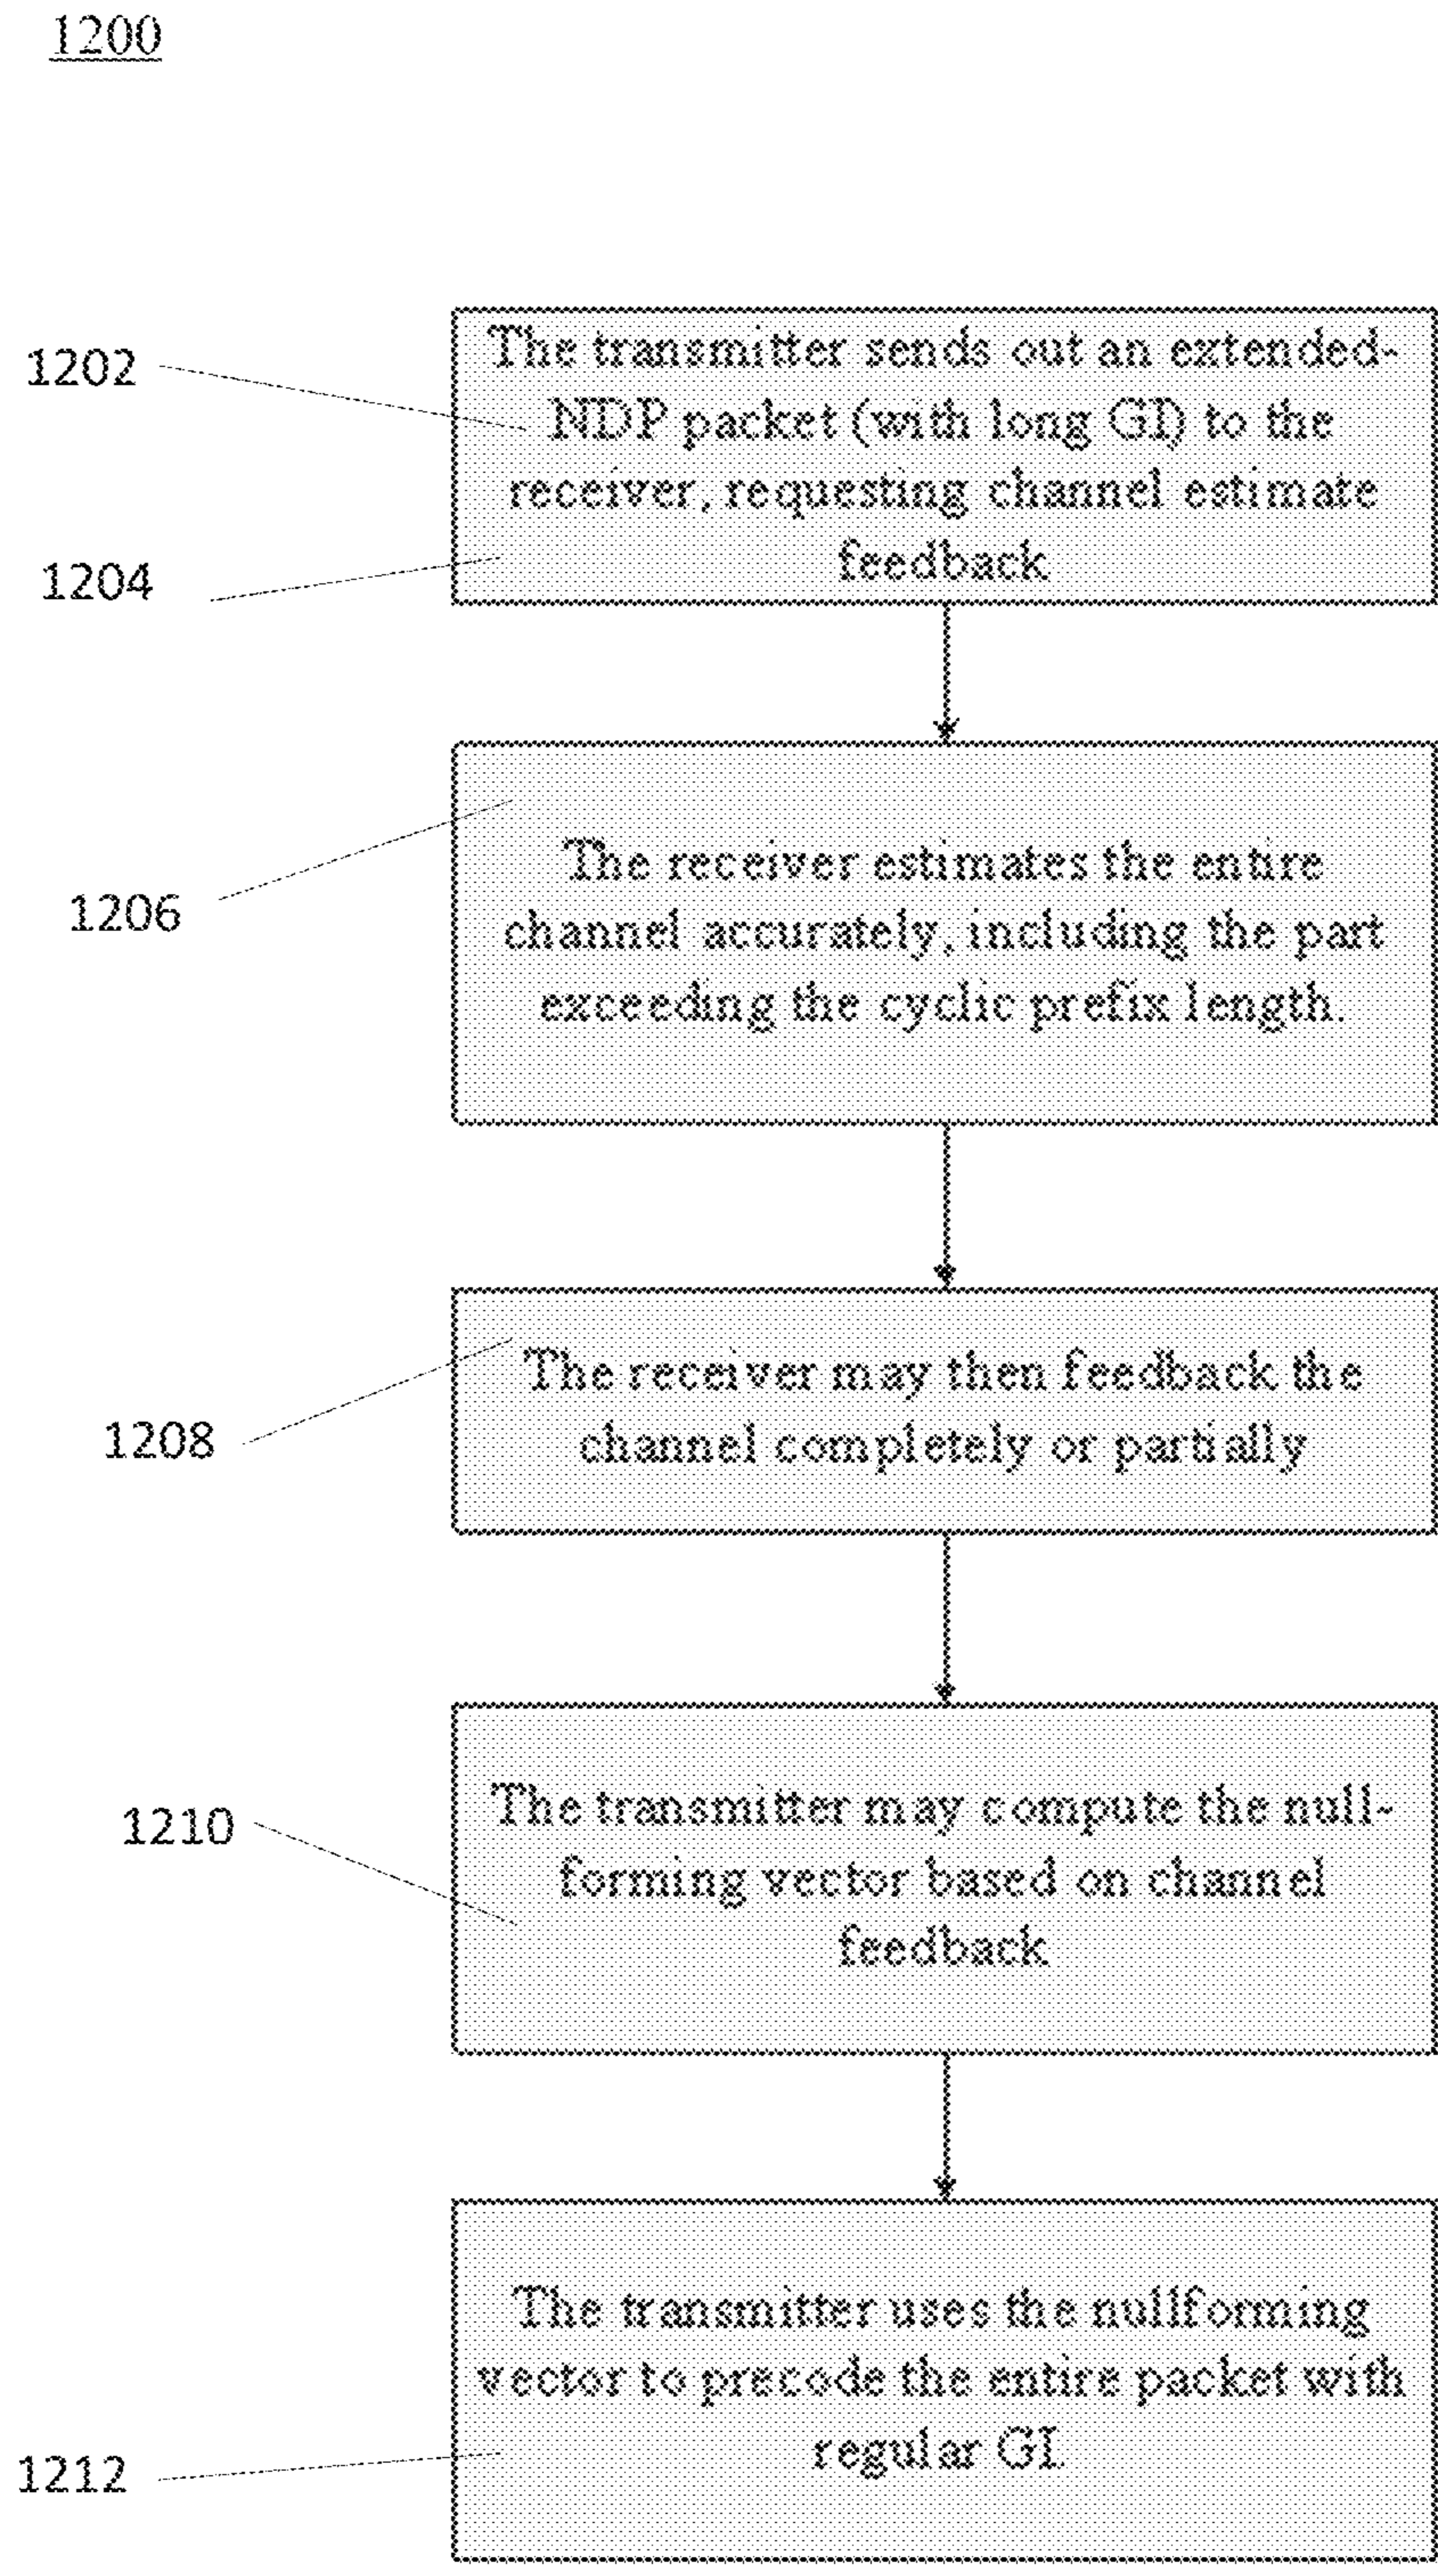 1200
1202
The transmitter sends out an extended-
NDP packet (with long GI) to the
receiver, requesting channel estimate
1204
feedback
The receiver estimates the entire
1206
channel accurately, including the part
exceeding the cyclic prefix length.
The receiver may then feedback the
1208
channel completely or partially
The transmitter may compute the null-
1210
forming vector based on channel
feedback
The transmitter uses the nullforming
vector to precode the entire packet with
regular GI.
1212